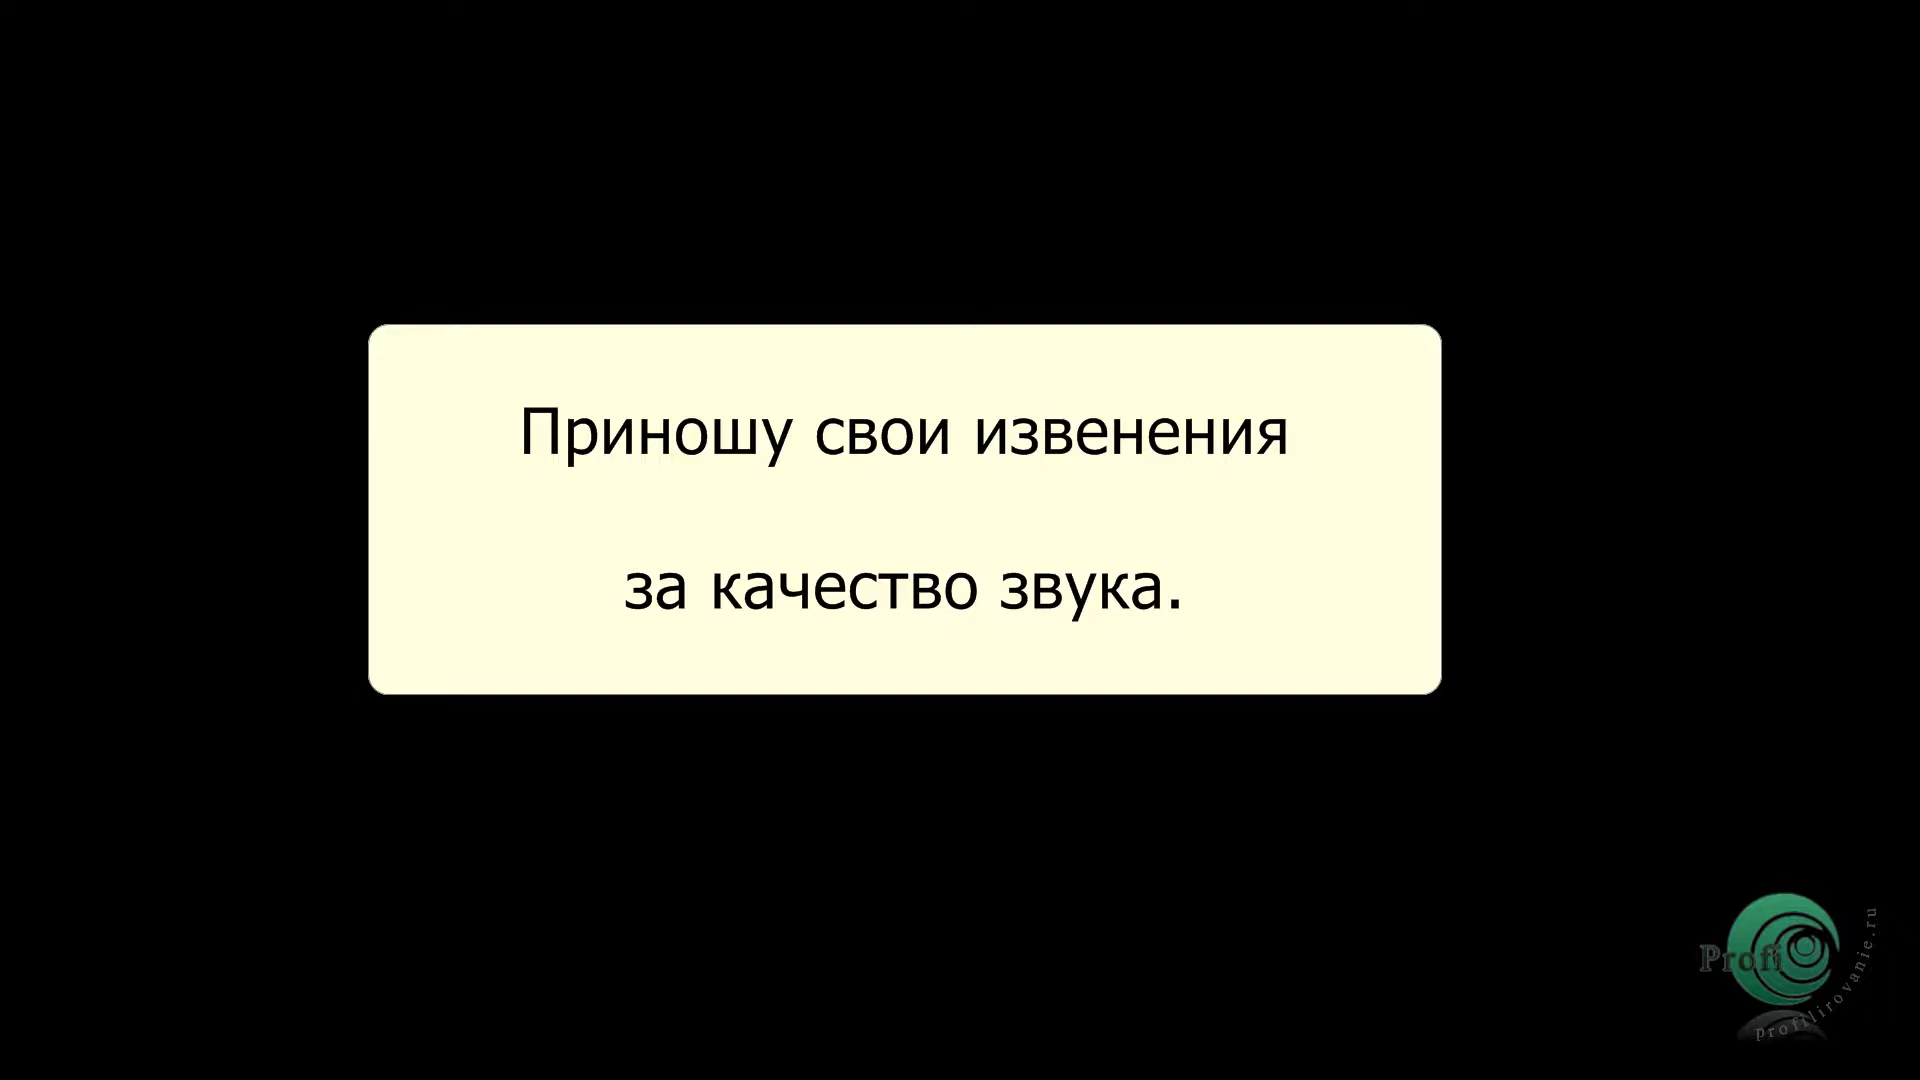 Приношу свои извенения
за качество звука.
Profi
profilirovanie.ru